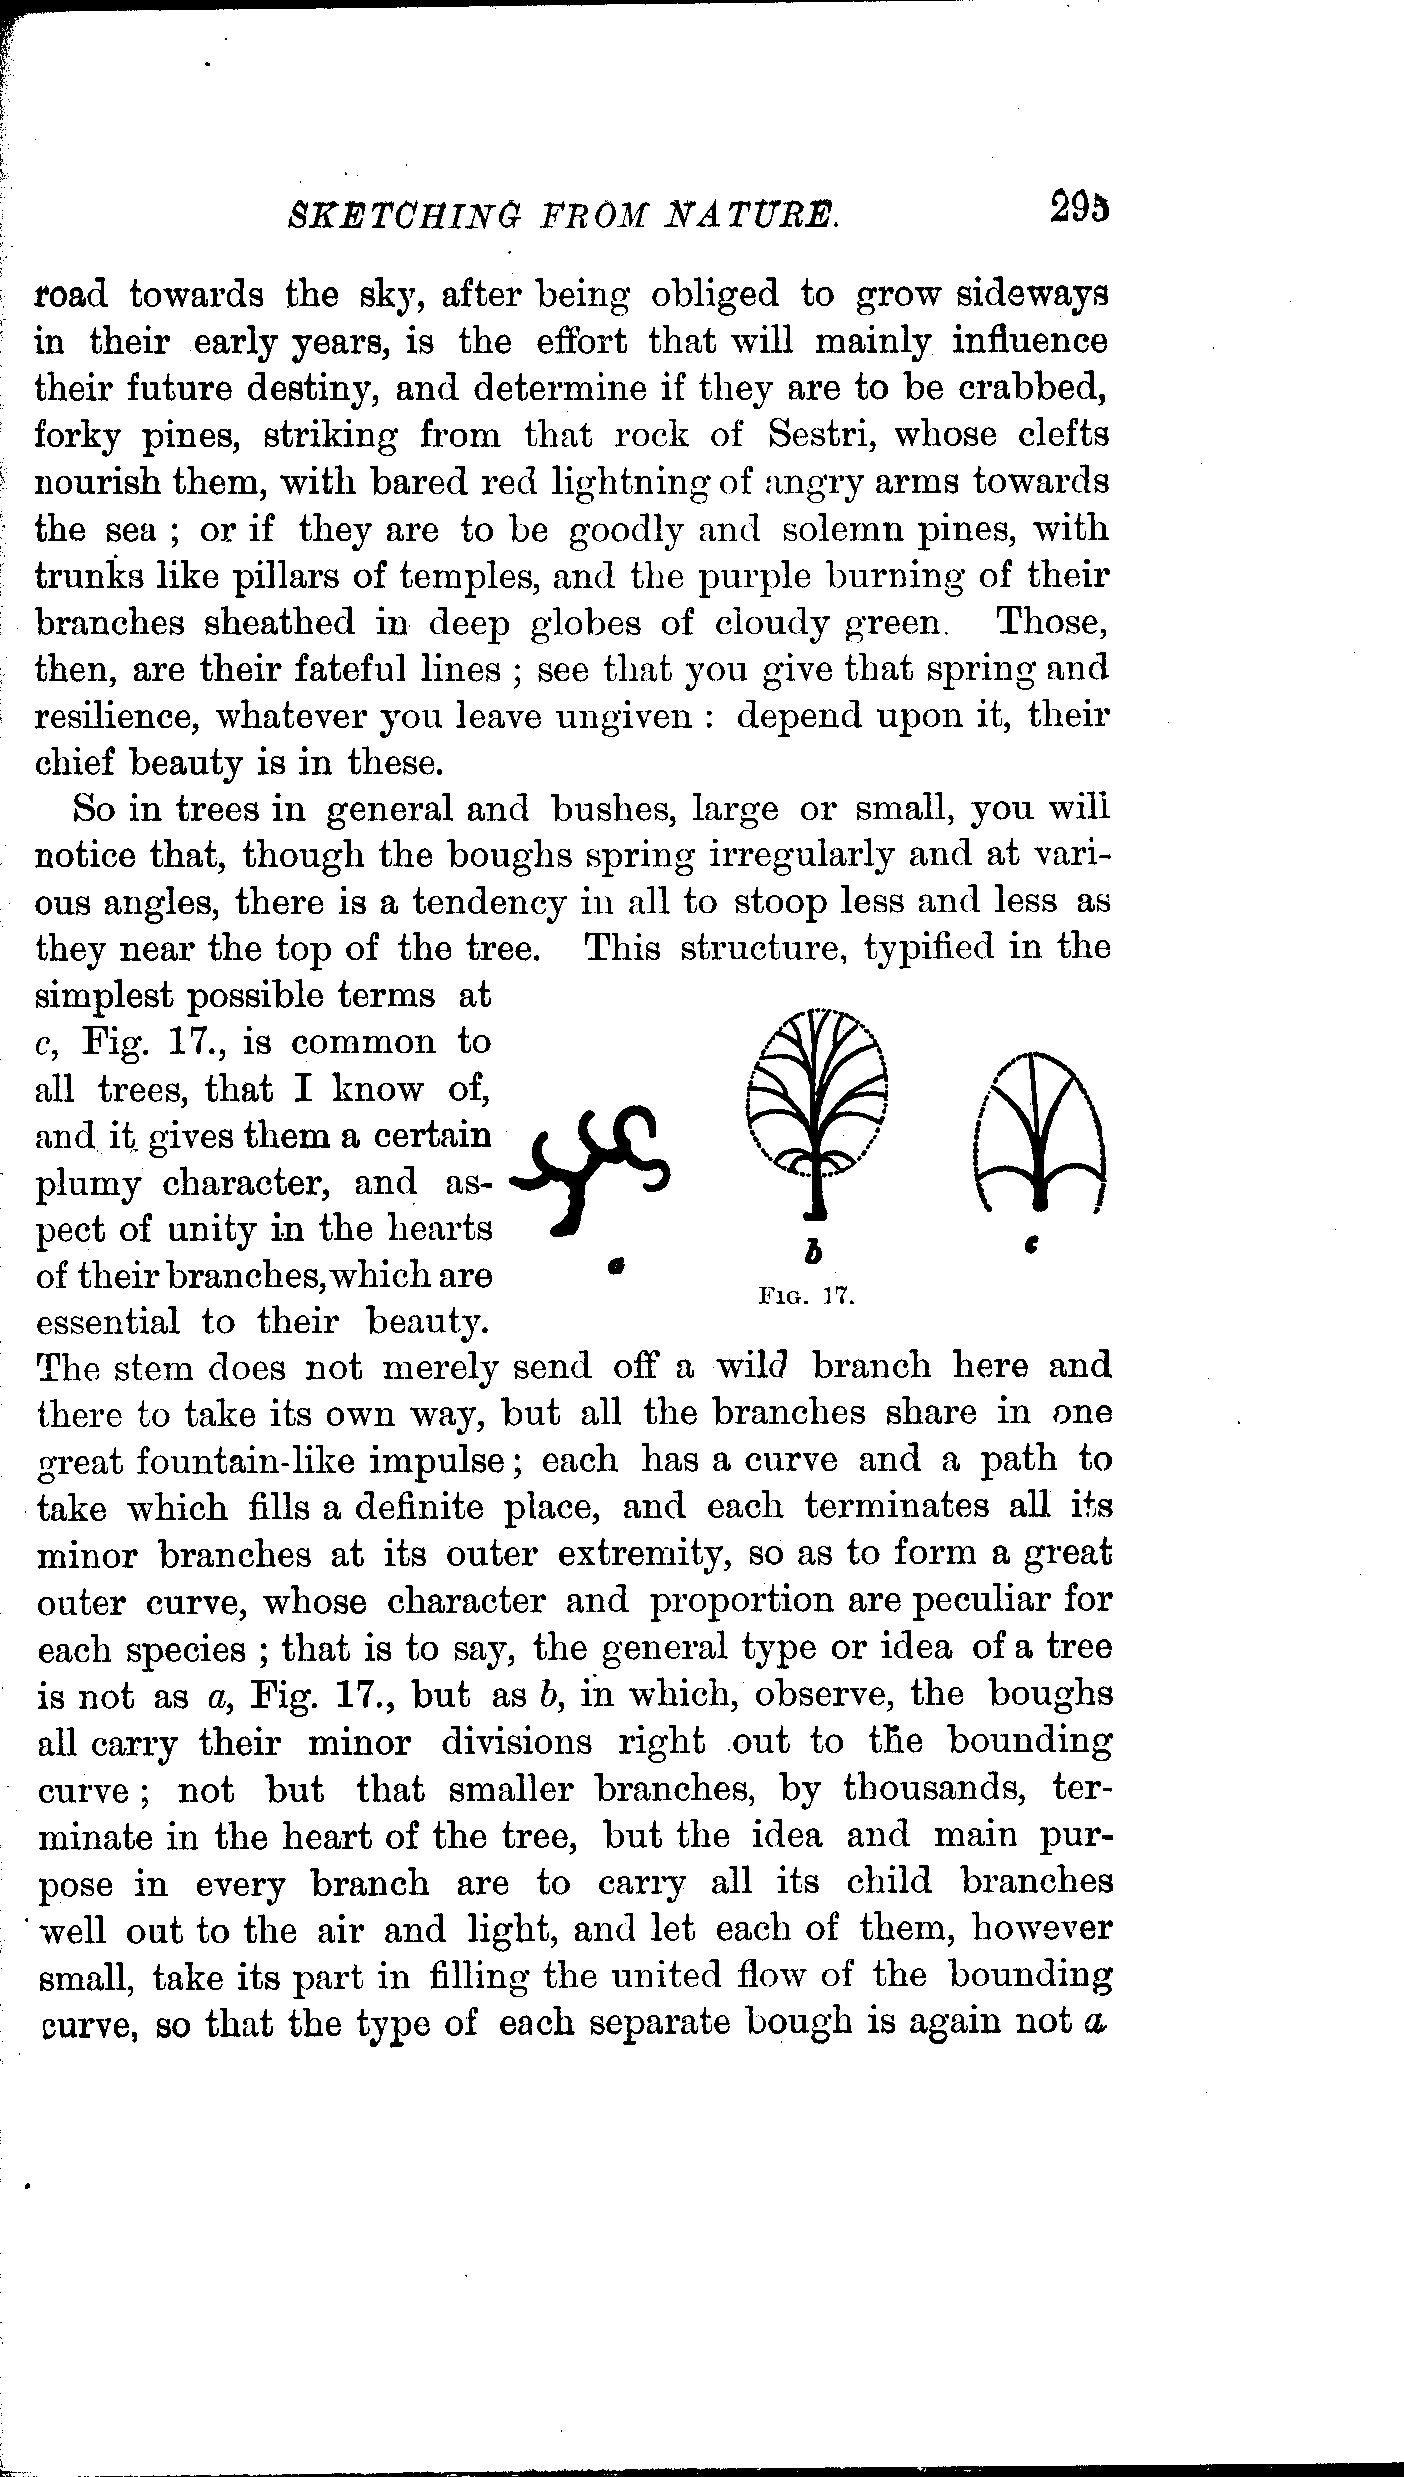 SKETCHING FROM NATURE. 295
road towards the sky, after being obliged to grow sideways
in their early years, is the effort that will mainly influence
their future destiny, and determine if they are to be crabbed,
forky pines, striking from that rock of Sestri, whose clefts
nourish them, with bared red lightning of angry arms towards
the sea ; or if they are to be goodly and solemn pines, with
trunks like pillars of temples, and the purple burning of their
branches sheathed in deep globes of cloudy green. Those,
then, are their fateful lines ; see that you give that spring and
resilience, whatever you leave ungiven : depend upon it, their
chief beauty is in these.
So in trees in general and bushes, large or small, you will
notice that, though the boughs spring irregularly and at vari-
ous angles, there is a tendency in all to stoop less and less as
they near the top of the tree. This structure, typified in the
simplest possible terms at
c, Fig. 17., is common to
all trees, that I know of,
and it gives them a certain
plumy character, and as-
pect of unity in the hearts
of their branches, which are
essential to their beauty.
a
b
c
FIG. 17.
The stem does not merely send off a wild branch here and
there to take its own way, but all the branches share in one
great fountain-like impulse ; each has a curve and a path to
take which fills a definite place, and each terminates all its
minor branches at its outer extremity, so as to form a great
outer curve, whose character and proportion are peculiar for
each species ; that is to say, the general type or idea of a tree
is not as a, Fig. 17., but as b, in which, observe, the boughs
all carry their minor divisions right out to the bounding
curve ; not but that smaller branches, by thousands, ter-
minate in the heart of the tree, but the idea and main pur-
pose in every branch are to carry all its child branches
well out to the air and light, and let each of them, however
small, take its part in filling the united flow of the bounding
curve, so that the type of each separate bough is again not a